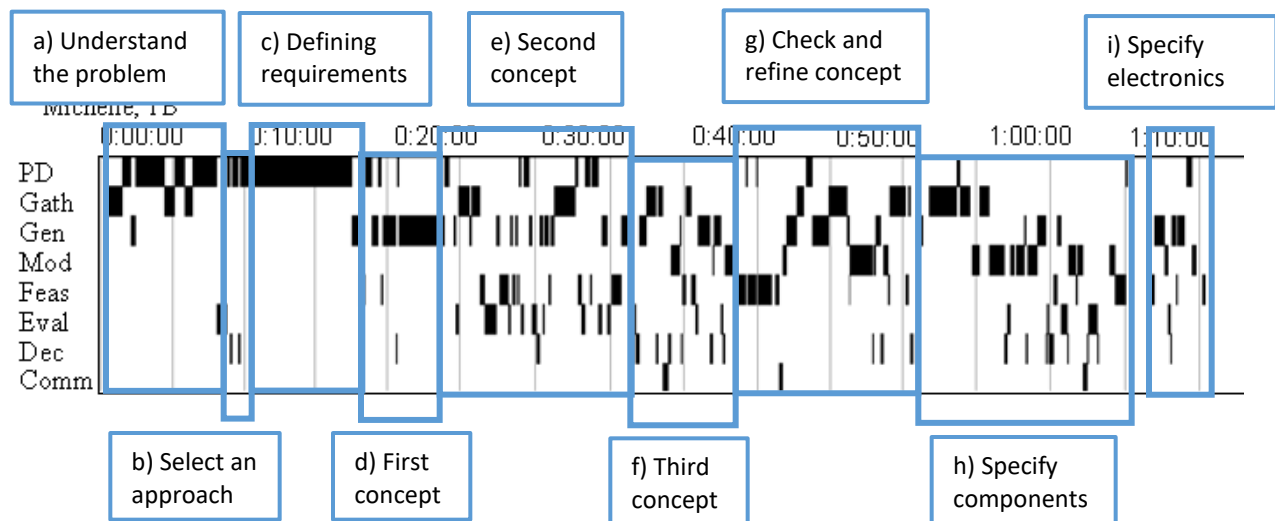 a) Understand
the problem
c) Defining
requirements
e) Second
concept
g) Check and
refine concept
i) Specify
electronics
Michelle, TB
0:00:00 0:10:00 0:20:00 0:30:00 0:40:00 0:50:00 1:00:00 1:10:00
PD
Gath
Gen
Mod
Feas
Eval
Dec
Comm
b) Select an
approach
d) First
concept
f) Third
concept
h) Specify
components